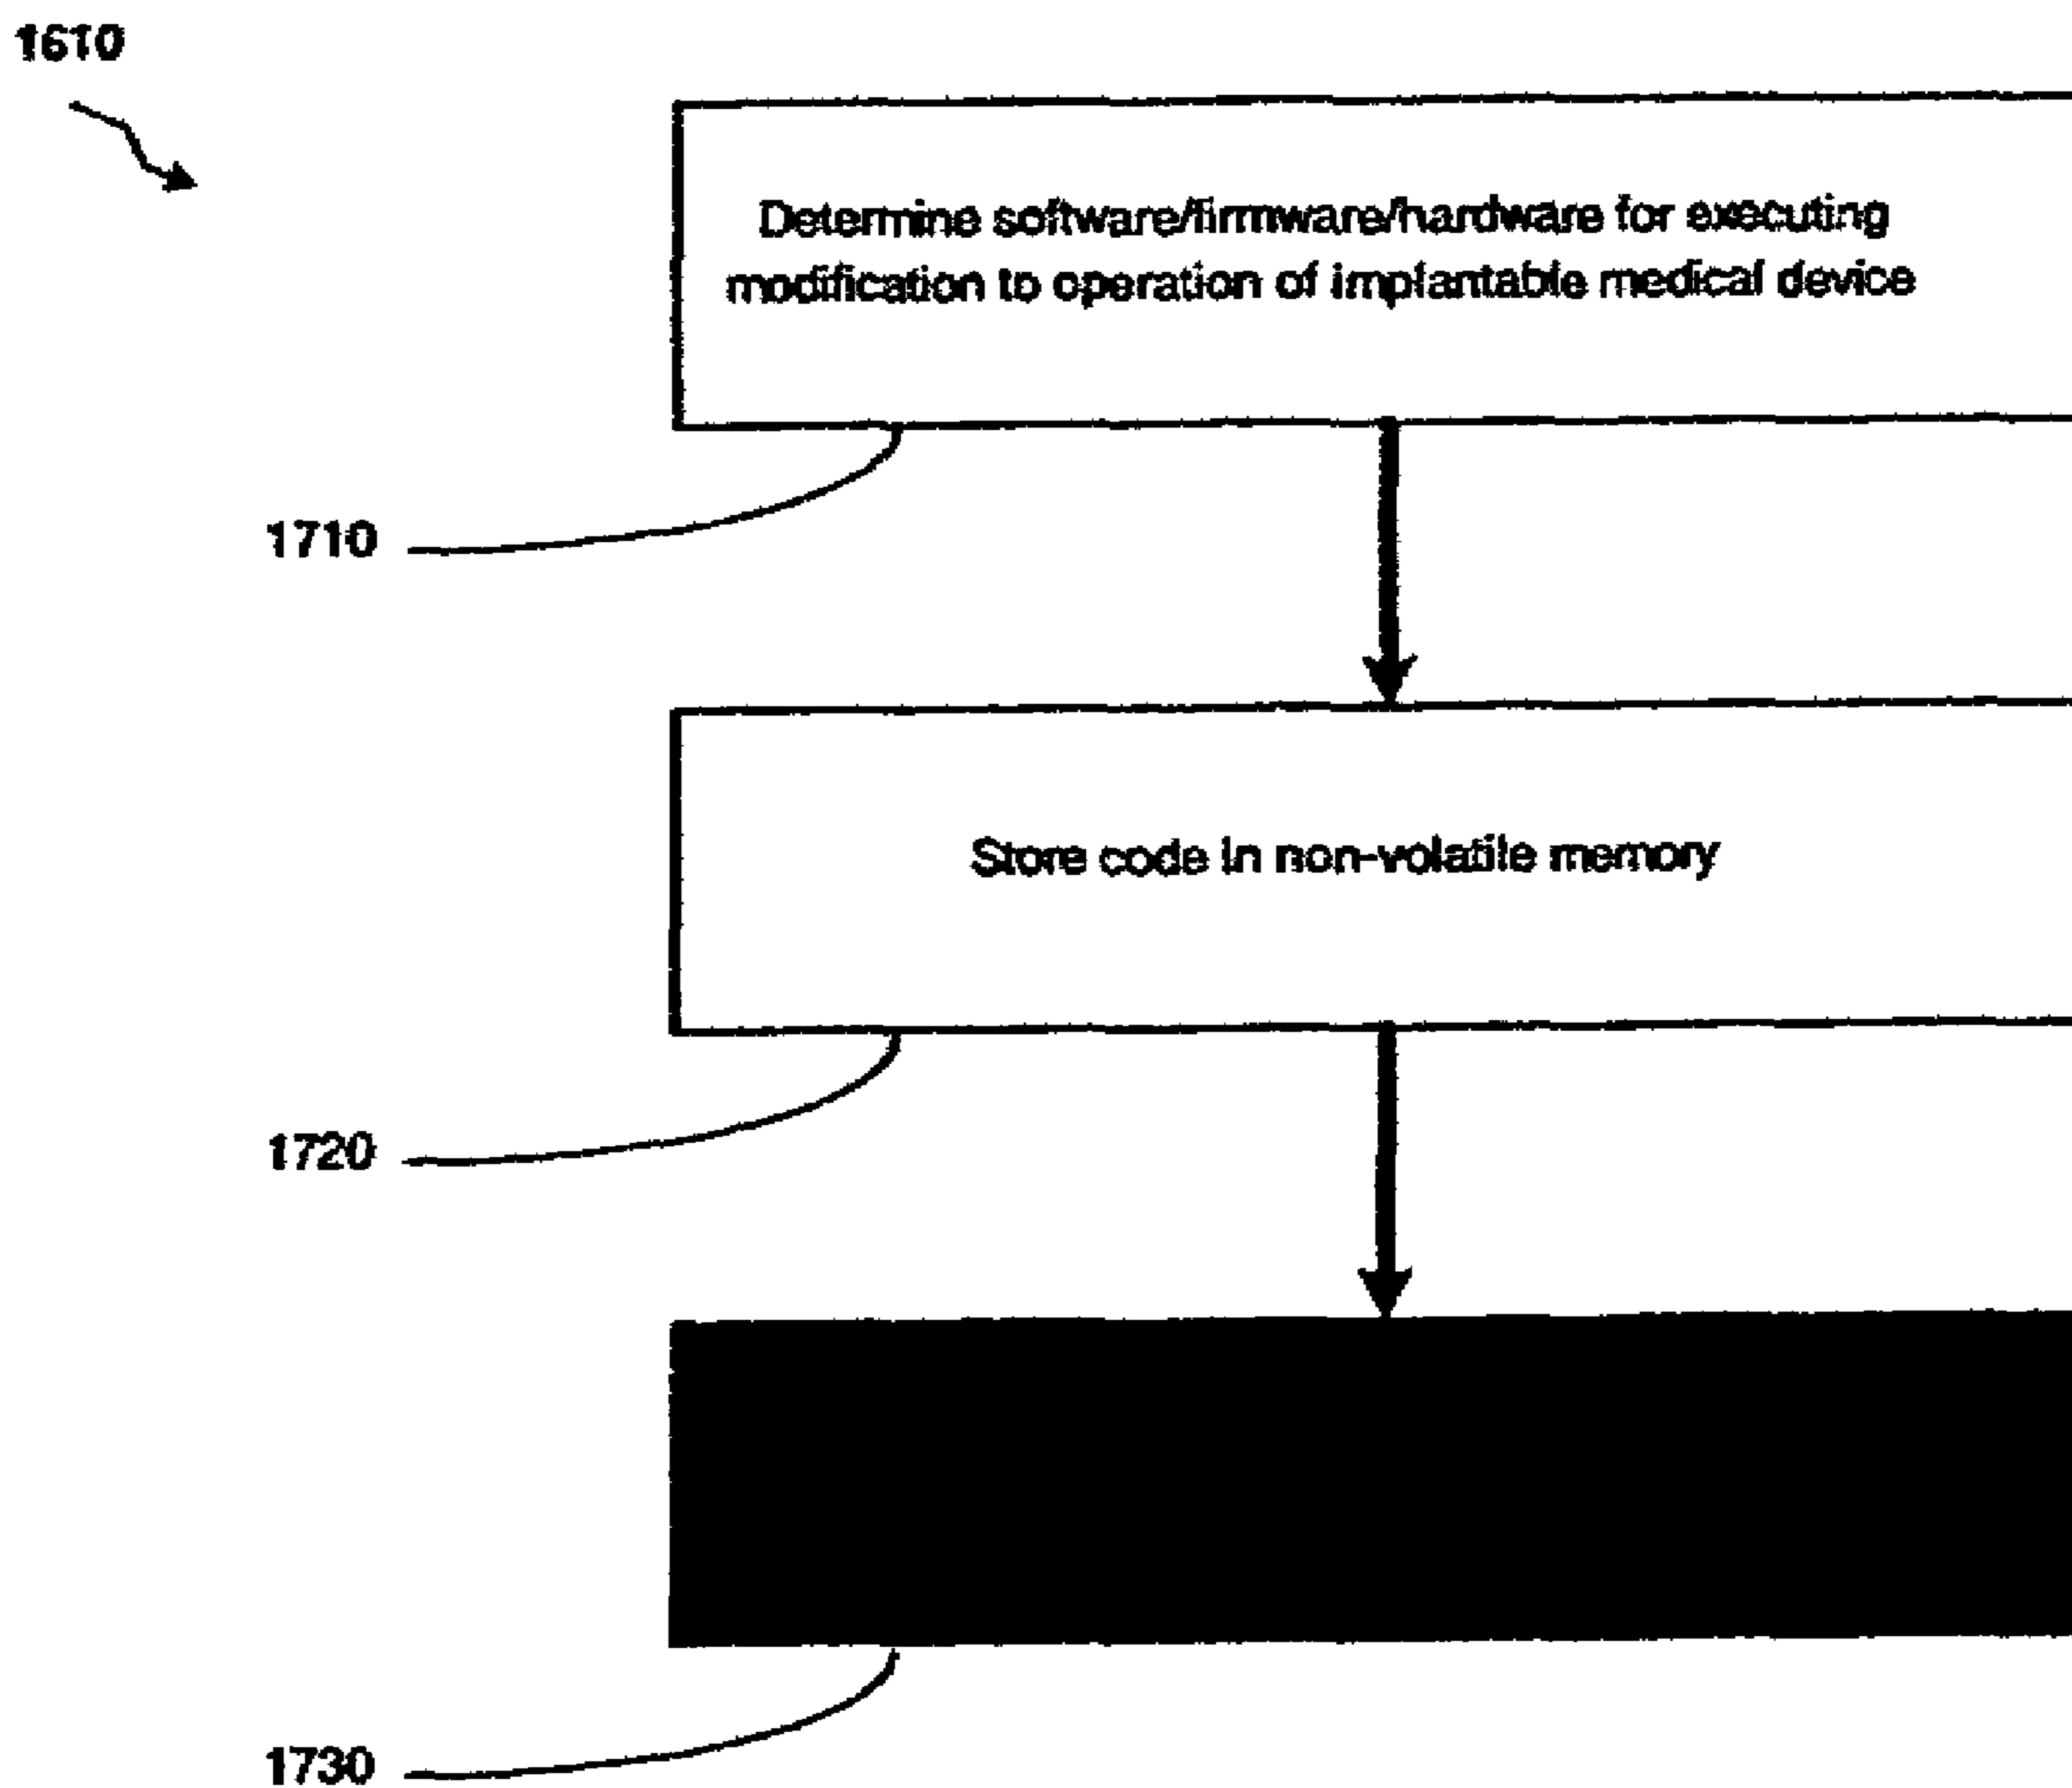 1610
Determine software/firmware/hardware for executing
modification to operation of implantable medical device
1710
Store code in non-volatile memory
1720
1730